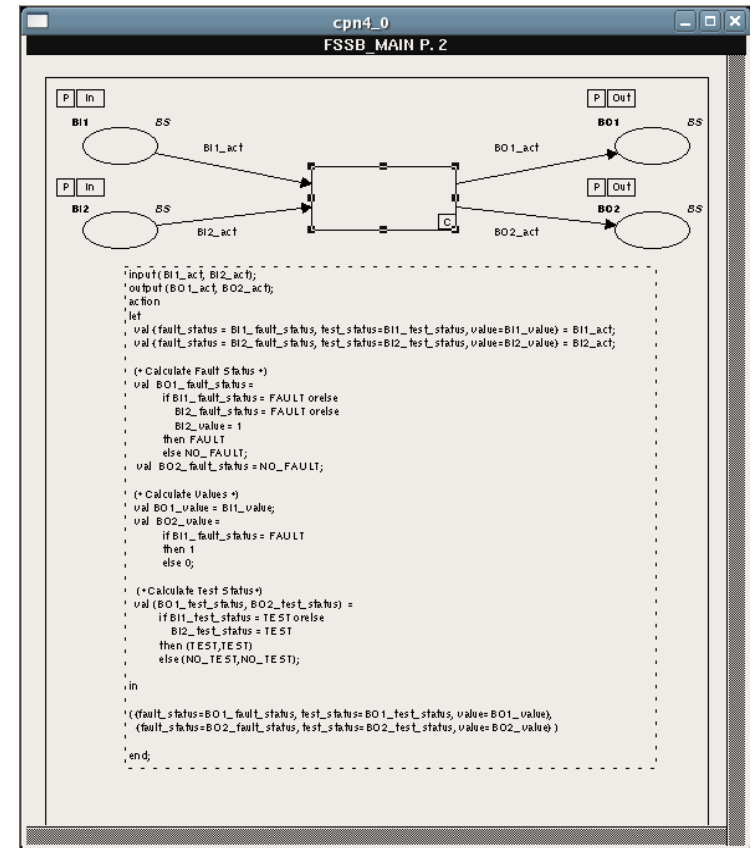 cpn4_0
FSSB_MAIN P. 2
P In
P Out
BI1 BS
BO1 BS
BI1_act
BO1_act
P In
P Out
BI2 BS
BO2 BS
C
BI2_act
BO2_act
input (BI1_act, BI2_act);
output (BO1_act, BO2_act);
action
let
val {fault_status = BI1_fault_status, test_status=BI1_test_status, value=BI1_value} = BI1_act;
val {fault_status = BI2_fault_status, test_status=BI2_test_status, value=BI2_value} = BI2_act;
(* Calculate Fault Status *)
val BO1_fault_status =
if BI1_fault_status = FAULT orelse
BI2_fault_status = FAULT orelse
BI2_value = 1
then FAULT
else NO_FAULT;
val BO2_fault_status = NO_FAULT;
(* Calculate Values *)
val BO1_value = BI1_value;
val BO2_value =
if BI1_fault_status = FAULT
then 1
else 0;
(*Calculate Test Status*)
val (BO1_test_status, BO2_test_status) =
if BI1_test_status = TEST orelse
BI2_test_status = TEST
then (TEST,TEST)
else (NO_TEST,NO_TEST);
in
({fault_status=BO1_fault_status, test_status=BO1_test_status, value=BO1_value},
{fault_status=BO2_fault_status, test_status=BO2_test_status, value=BO2_value} )
end;